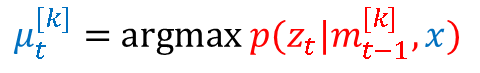 μ_t^[k] = argmax p(z_t|m_{t-1}^[k], x)